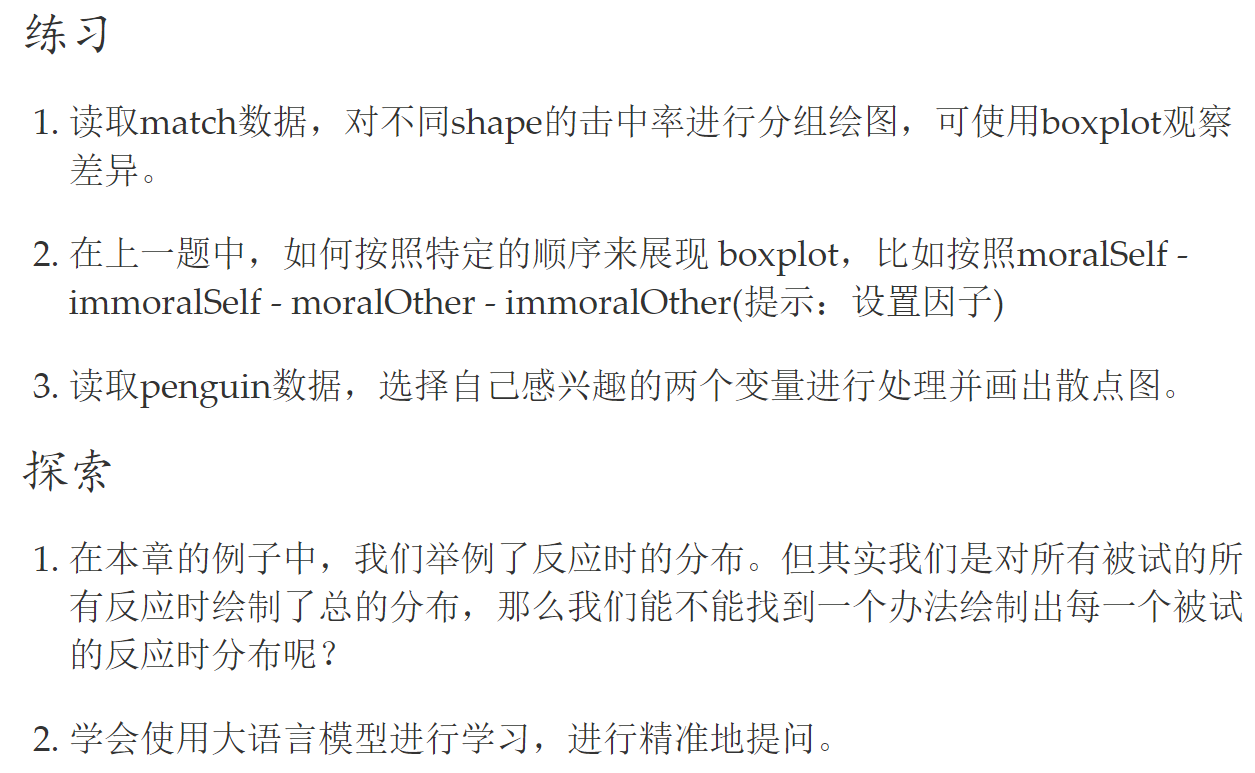 练习
1. 读取match数据，对不同shape的击中率进行分组绘图，可使用boxplot观察
差异。
2. 在上一题中，如何按照特定的顺序来展现 boxplot，比如按照moralSelf -
immoralSelf - moralOther - immoralOther(提示：设置因子)
3. 读取penguin数据，选择自己感兴趣的两个变量进行处理并画出散点图。
探索
1. 在本章的例子中，我们举例了反应时的分布。但其实我们是对所有被试的所
有反应时绘制了总的分布，那么我们能不能找到一个办法绘制出每一个被试
的反应时分布呢？
2. 学会使用大语言模型进行学习，进行精准地提问。